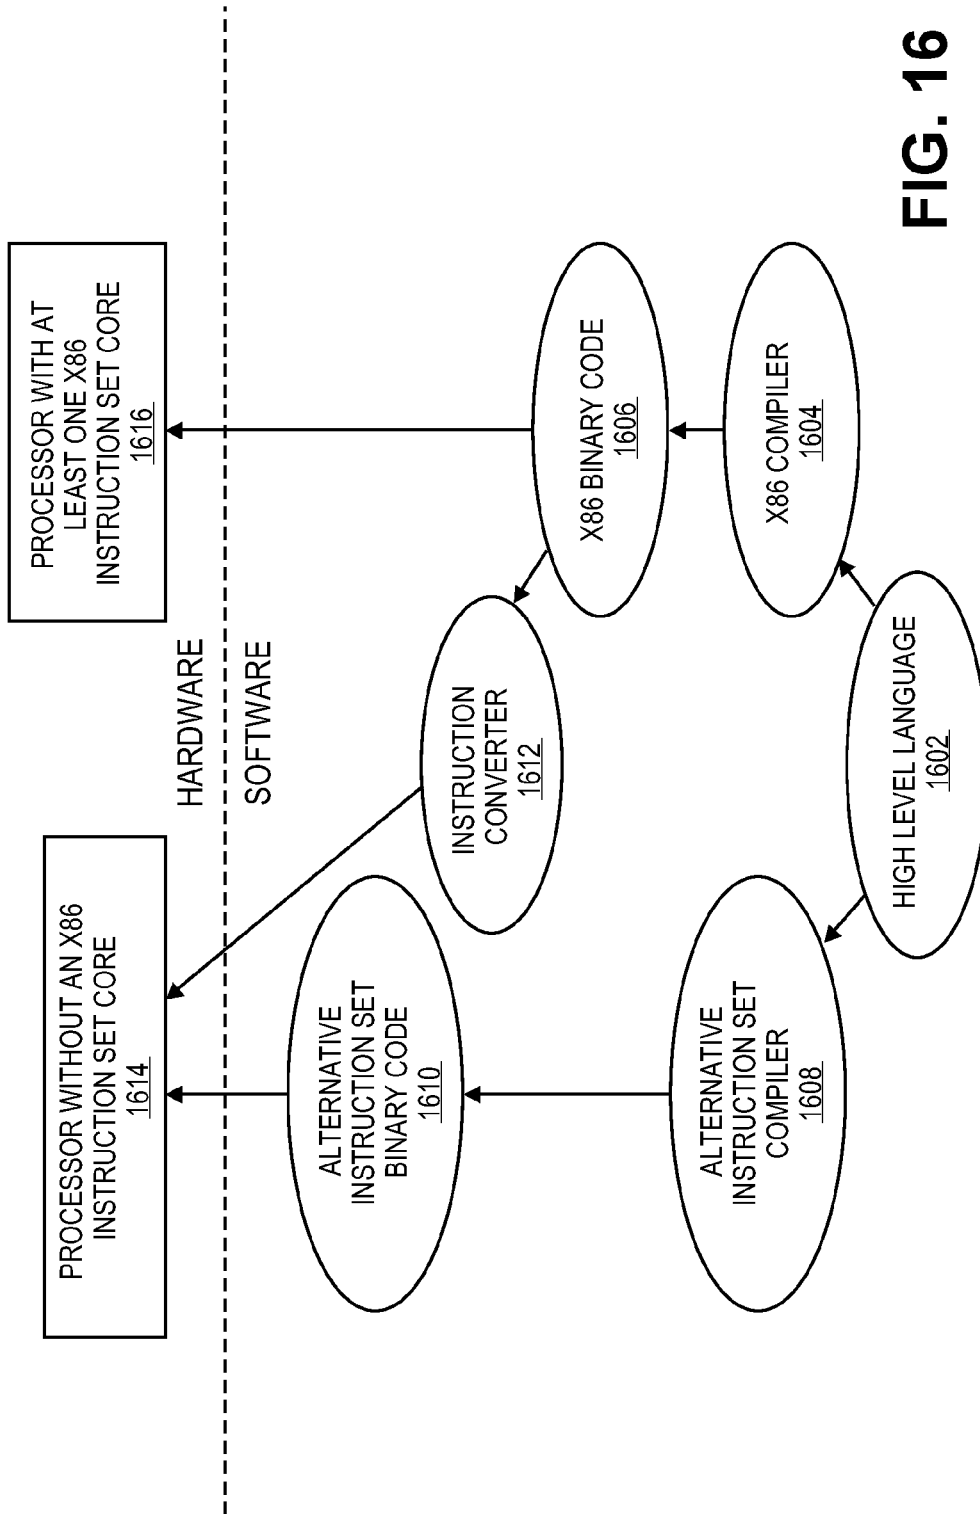 PROCESSOR WITHOUT AN X86
INSTRUCTION SET CORE
1614
PROCESSOR WITH AT
LEAST ONE X86
INSTRUCTION SET CORE
1616
HARDWARE
SOFTWARE
ALTERNATIVE
INSTRUCTION SET
BINARY CODE
1610
INSTRUCTION
CONVERTER
1612
X86 BINARY CODE
1606
ALTERNATIVE
INSTRUCTION SET
COMPILER
1608
X86 COMPILER
1604
HIGH LEVEL LANGUAGE
1602
FIG. 16